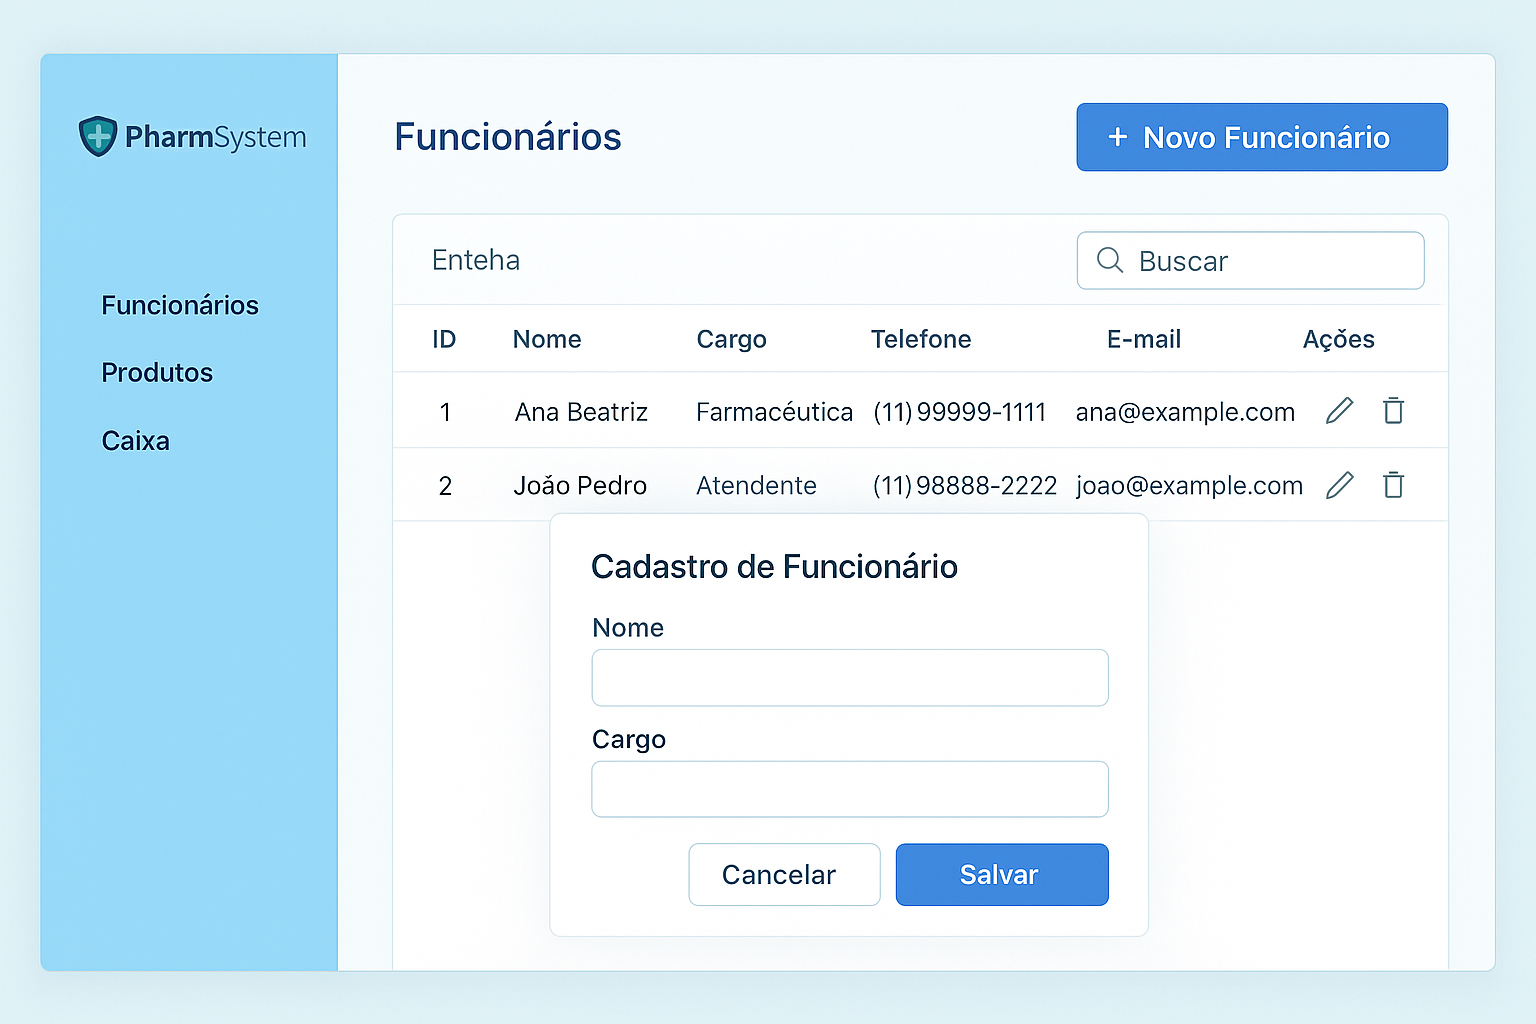 PharmSystem
Funcionários
Produtos
Caixa
Funcionários
+ Novo Funcionário
Enteha
Buscar
ID Nome Cargo Telefone E-mail Ações
1 Ana Beatriz Farmacéutica (11) 99999-1111 ana@example.com
2 João Pedro Atendente (11) 98888-2222 joao@example.com
Cadastro de Funcionário
Nome
Cargo
Cancelar Salvar